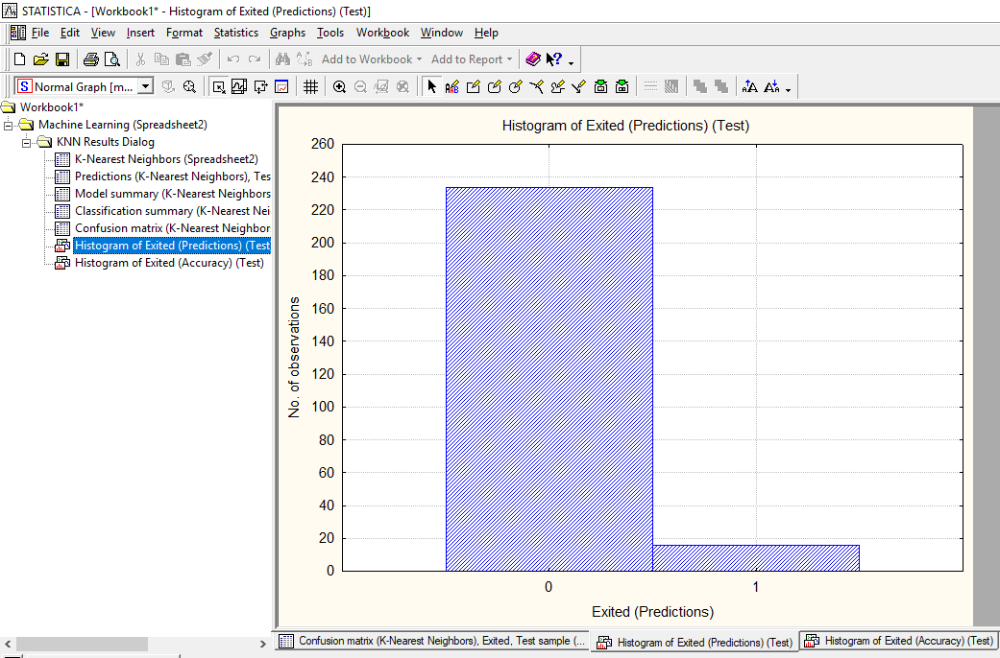 STATISTICA - [Workbook1* - Histogram of Exited (Predictions) (Test)]
File Edit View Insert Format Statistics Graphs Tools Workbook Window Help
Add to Workbook Add to Report
S Normal Graph [m...
Workbook1*
Machine Learning (Spreadsheet2)
KNN Results Dialog
K-Nearest Neighbors (Spreadsheet2)
Predictions (K-Nearest Neighbors), Tes
Model summary (K-Nearest Neighbors
Classification summary (K-Nearest Nei
Confusion matrix (K-Nearest Neighbor
Histogram of Exited (Predictions) (Test
Histogram of Exited (Accuracy) (Test)
Histogram of Exited (Predictions) (Test)
260
240
220
200
180
160
140
120
100
80
60
40
20
0
No. of observations
0 1
Exited (Predictions)
Confusion matrix (K-Nearest Neighbors), Exited, Test sample (... Histogram of Exited (Predictions) (Test) Histogram of Exited (Accuracy) (Test)